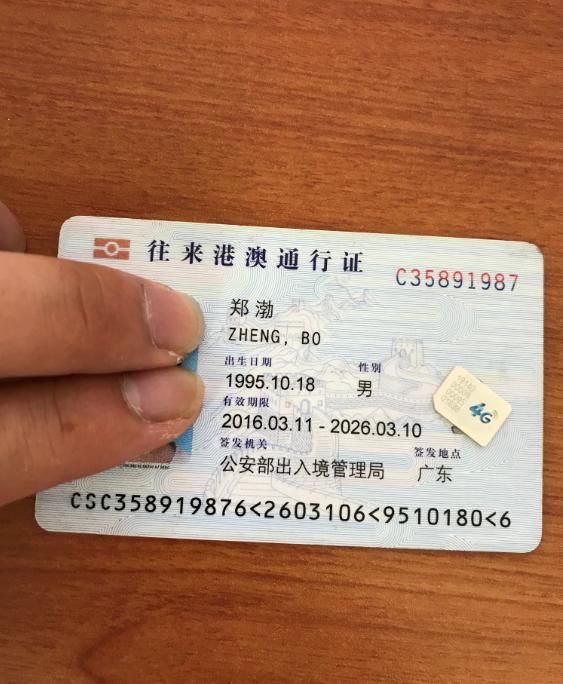 往来港澳通行证
C35891987
郑渤
ZHENG, BO
出生日期 性别
1995.10.18 男
有效期限
2016.03.11 - 2026.03.10
签发机关 签发地点
公安部出入境管理局 广东
4G
CSC358919876<2603106<9510180<6